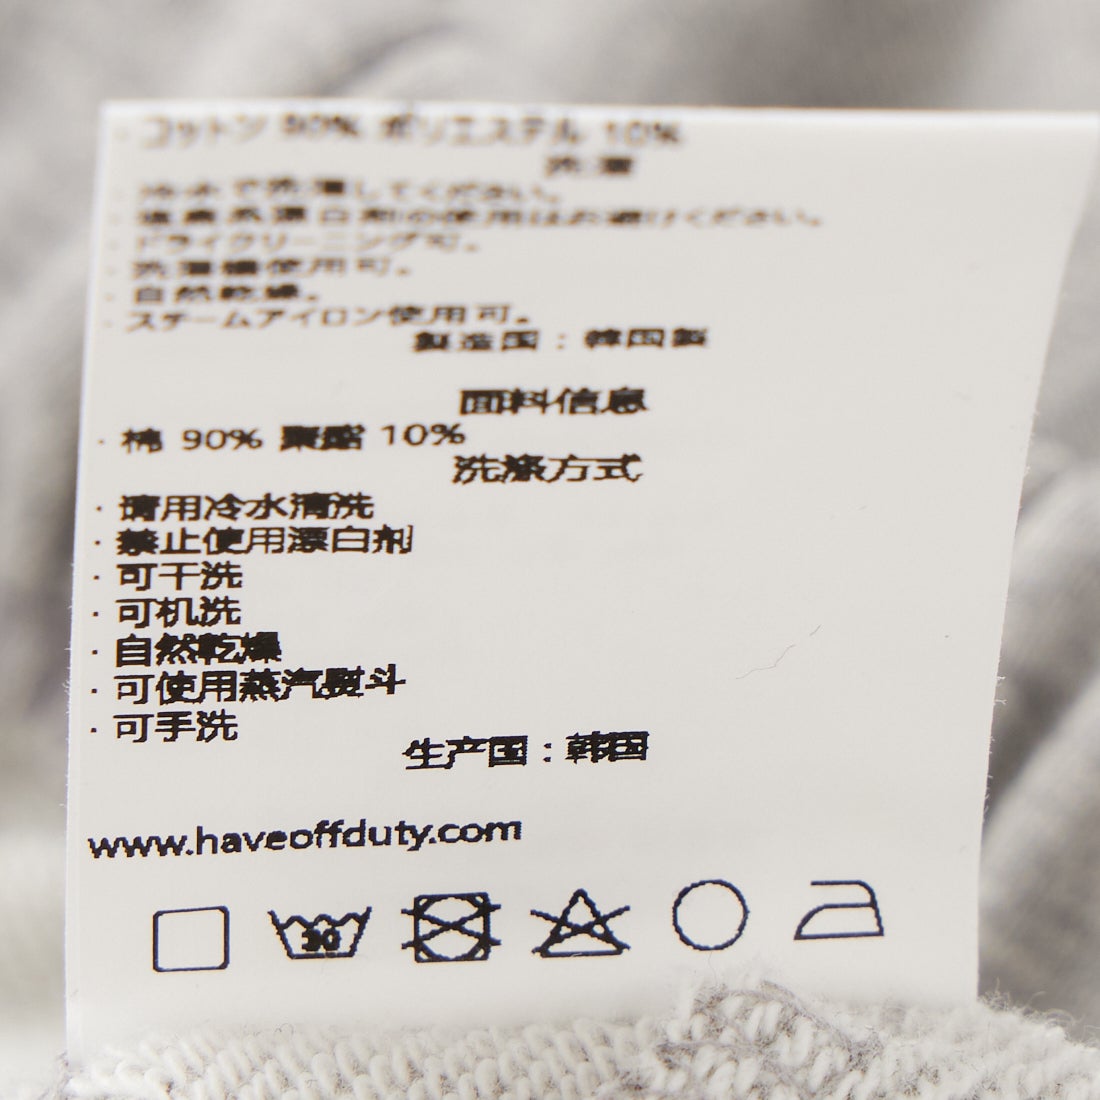 · コットン 90% ポリエステル 10%
洗濯
· 冷水で洗濯してください。
· 塩素系漂白剤の使用はお避けください。
· ドライクリーニング可。
· 洗濯機使用可。
· 自然乾燥。
· スチームアイロン使用可。
製造国：韓国製
面料信息
· 棉 90% 聚酯 10%
洗涤方式
· 请用冷水清洗
· 禁止使用漂白剂
· 可干洗
· 可机洗
· 自然乾燥
· 可使用蒸汽熨斗
· 可手洗
生产国：韩国
www.haveoffduty.com
30